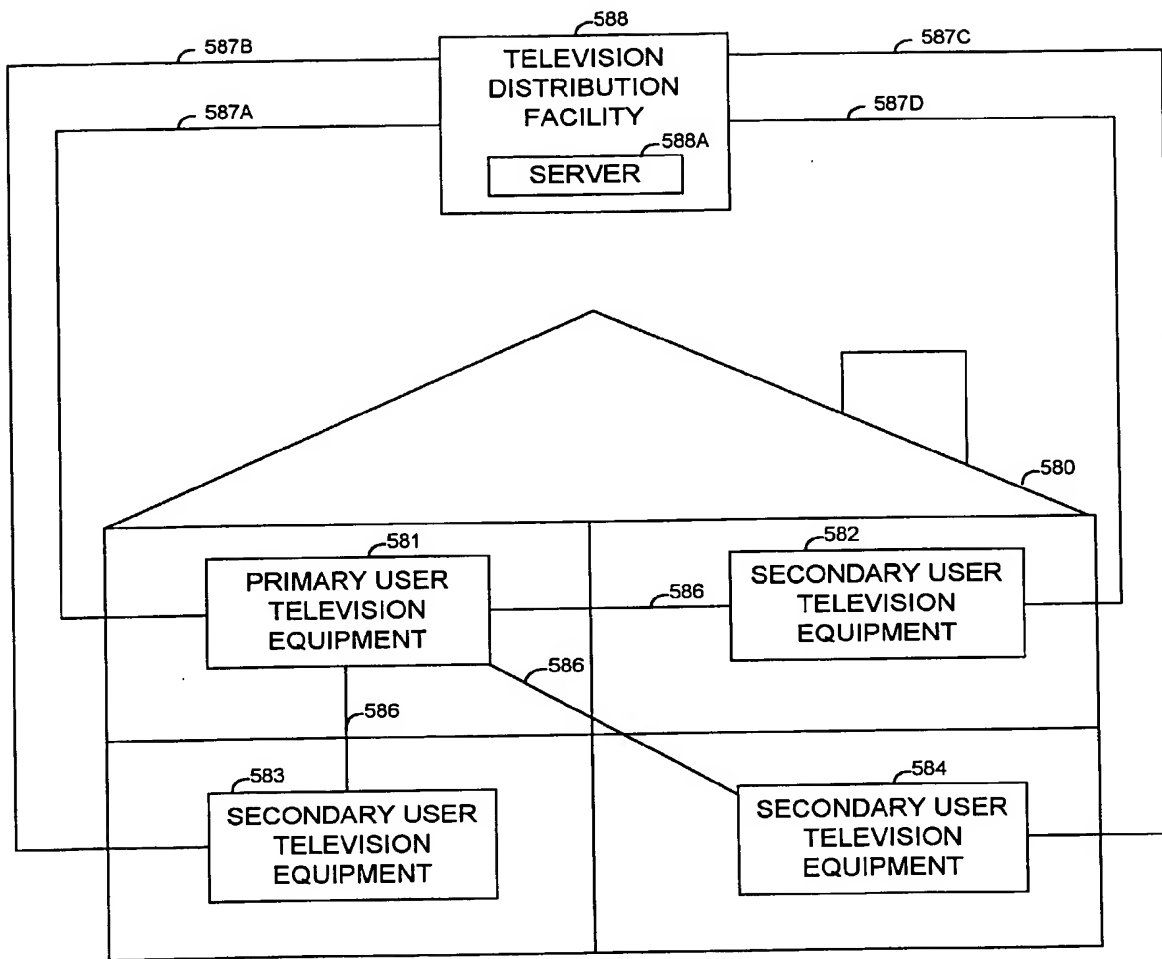 588
587B
587C
TELEVISION
DISTRIBUTION
FACILITY
587A
587D
588A
SERVER
580
581
582
PRIMARY USER
TELEVISION
EQUIPMENT
SECONDARY USER
TELEVISION
EQUIPMENT
586
586
586
583
584
SECONDARY USER
TELEVISION
EQUIPMENT
SECONDARY USER
TELEVISION
EQUIPMENT